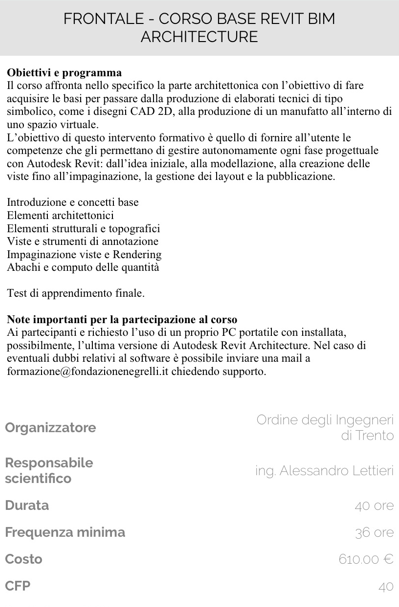 FRONTALE - CORSO BASE REVIT BIM
ARCHITECTURE
Obiettivi e programma
Il corso affronta nello specifico la parte architettonica con l'obiettivo di fare
acquisire le basi per passare dalla produzione di elaborati tecnici di tipo
simbolico, come i disegni CAD 2D, alla produzione di un manufatto all'interno di
uno spazio virtuale.
L'obiettivo di questo intervento formativo è quello di fornire all'utente le
competenze che gli permettano di gestire autonomamente ogni fase progettuale
con Autodesk Revit: dall'idea iniziale, alla modellazione, alla creazione delle
viste fino all'impaginazione, la gestione dei layout e la pubblicazione.
Introduzione e concetti base
Elementi architettonici
Elementi strutturali e topografici
Viste e strumenti di annotazione
Impaginazione viste e Rendering
Abachi e computo delle quantità
Test di apprendimento finale.
Note importanti per la partecipazione al corso
Ai partecipanti e richiesto l'uso di un proprio PC portatile con installata,
possibilmente, l'ultima versione di Autodesk Revit Architecture. Nel caso di
eventuali dubbi relativi al software è possibile inviare una mail a
formazione@fondazionenegrelli.it chiedendo supporto.
Organizzatore Ordine degli Ingegneri
di Trento
Responsabile
scientifico ing. Alessandro Lettieri
Durata 40 ore
Frequenza minima 36 ore
Costo 610.00 €
CFP 40